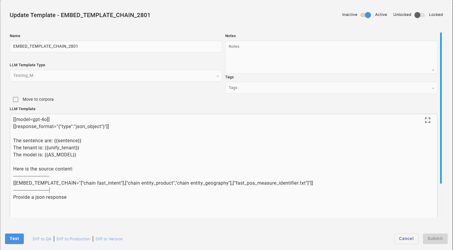 Update Template - EMBED_TEMPLATE_CHAIN_2801
Inactive Active Unlocked Locked
Name
EMBED_TEMPLATE_CHAIN_2801
Notes
Notes
LLM Template Type
Testing_M
Tags
Tags
Move to corpora
LLM Template
[[model=gpt-4o]]
[[response_format="{"type":"json_object"}"]]
The sentence are: {{sentence}}
The tenant is: {{unify_tenant}}
The model is: {{AS_MODEL}}
Here is the source content:
--------------------
[[EMBED_TEMPLATE_CHAIN="["chain fast_intent"],["chain entity_product","chain entity_geography"],["fast_pos_measure_identifier.txt"]"]]
--------------------
Provide a json response
Test
Diff to QA | Diff to Production | Diff to Version
Cancel
Submit